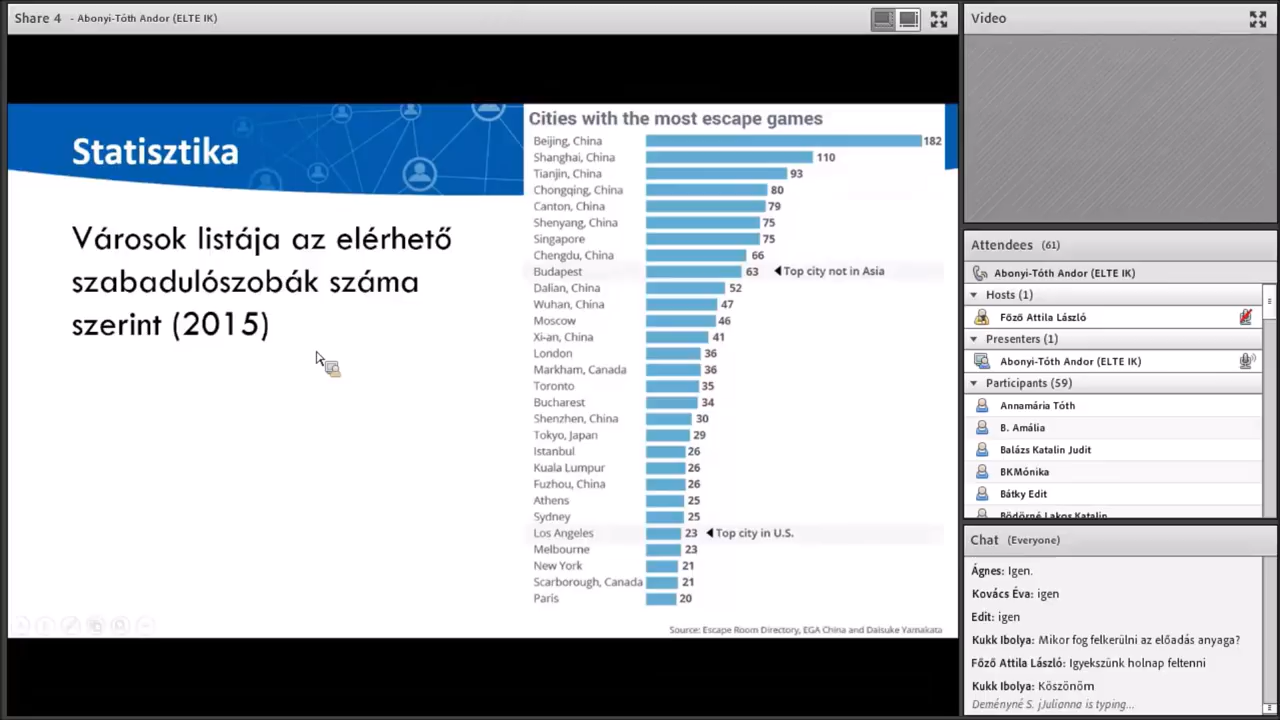 Share 4 - Abonyi-Tóth Andor (ELTE IK)
Statisztika
Városok listája az elérhető
szabadulószobák száma
szerint (2015)
Cities with the most escape games
Beijing, China 182
Shanghai, China 110
Tianjin, China 93
Chongqing, China 80
Canton, China 79
Shenyang, China 75
Singapore 75
Chengdu, China 66
Budapest 63 ◀Top city not in Asia
Dalian, China 52
Wuhan, China 47
Moscow 46
Xi-an, China 41
London 36
Markham, Canada 36
Toronto 35
Bucharest 34
Shenzhen, China 30
Tokyo, Japan 29
Istanbul 26
Kuala Lumpur 26
Fuzhou, China 26
Athens 25
Sydney 25
Los Angeles 23 ◀Top city in U.S.
Melbourne 23
New York 21
Scarborough, Canada 21
Paris 20
Source: Escape Room Directory, EGA China and Daisuke Yamakata
Video
Attendees (61)
Abonyi-Tóth Andor (ELTE IK)
Hosts (1)
Főző Attila László
Presenters (1)
Abonyi-Tóth Andor (ELTE IK)
Participants (59)
Annamária Tóth
B. Amália
Balázs Katalin Judit
BKMónika
Bátky Edit
Bödörné Lakos Katalin
Chat (Everyone)
Ágnes: Igen.
Kovács Éva: igen
Edit: igen
Kukk Ibolya: Mikor fog felkerülni az előadás anyaga?
Főző Attila László: Igyekszünk holnap feltenni
Kukk Ibolya: Köszönöm
Deményné S. jJulianna is typing...